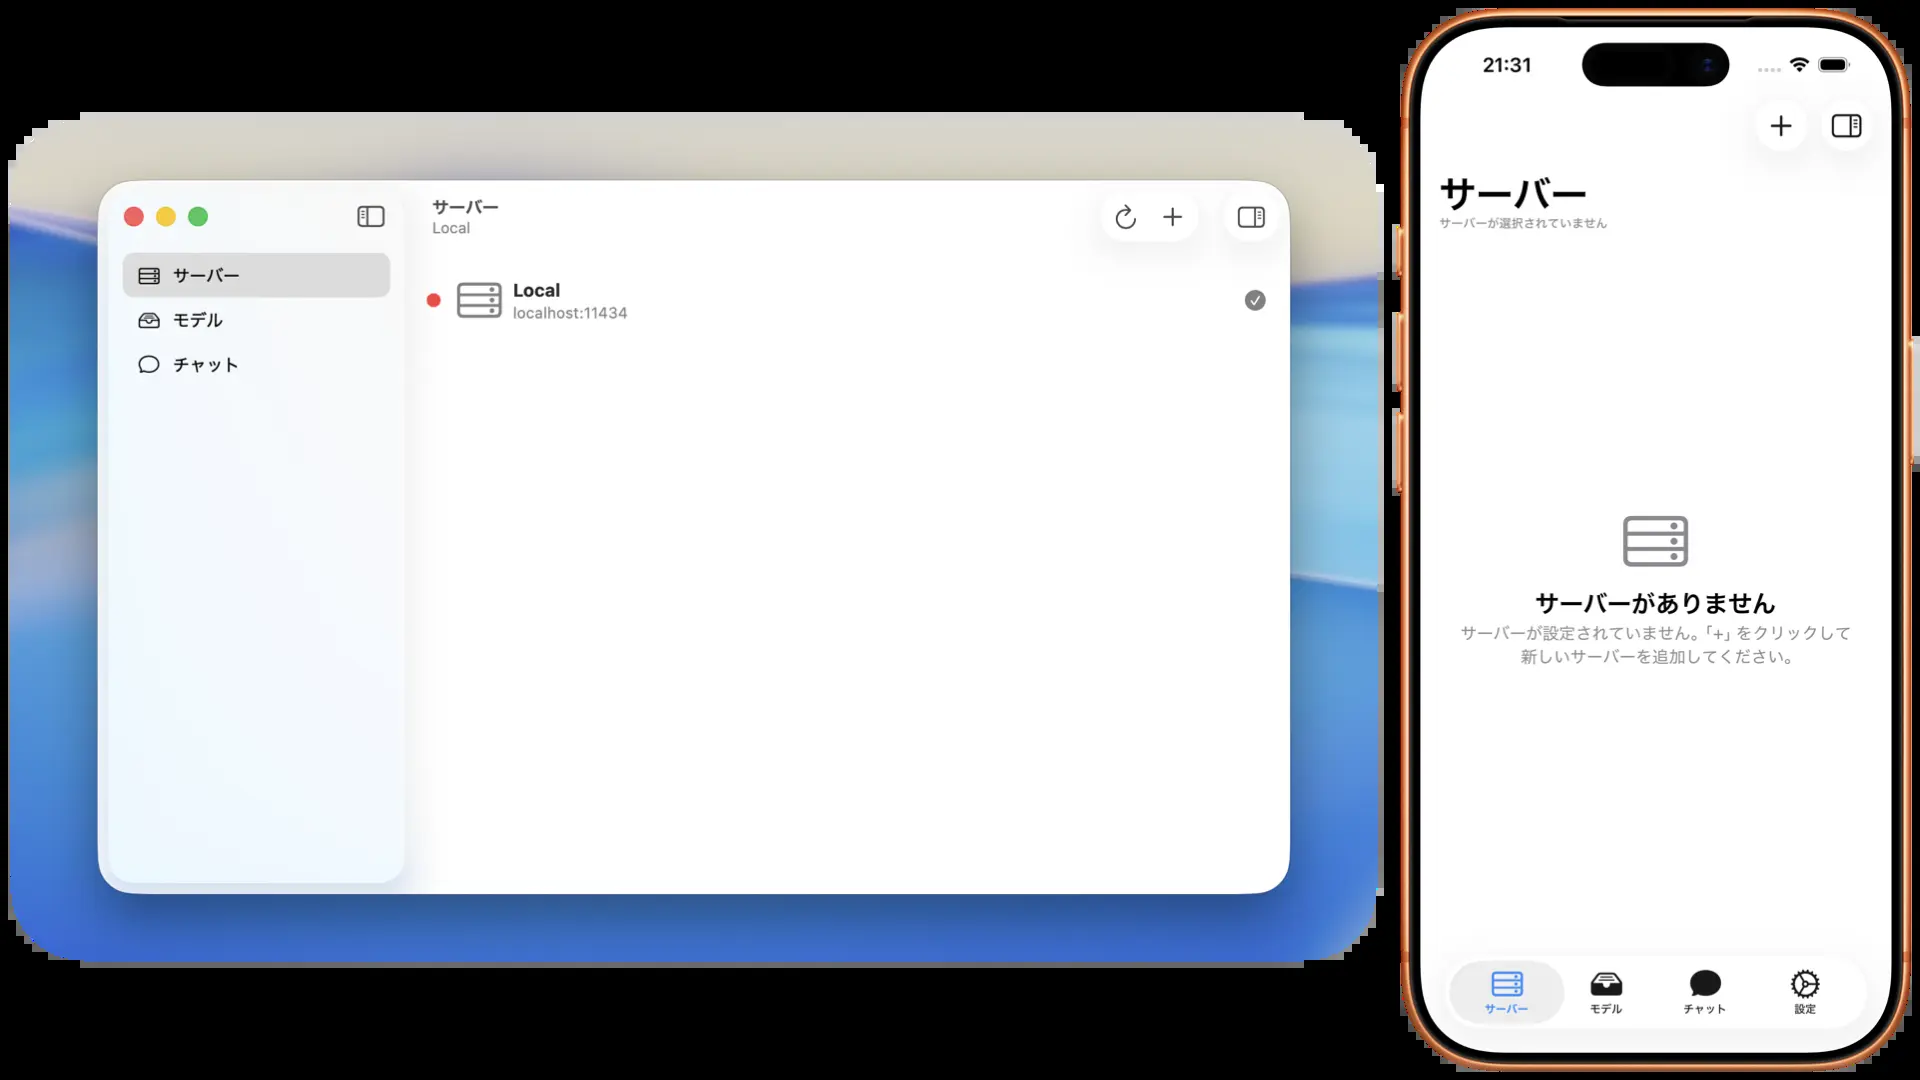 サーバー
Local
サーバー
モデル
チャット
Local
localhost:11434
21:31
サーバー
サーバーが選択されていません
サーバーがありません
サーバーが設定されていません。「+」をクリックして
新しいサーバーを追加してください。
サーバー
モデル
チャット
設定